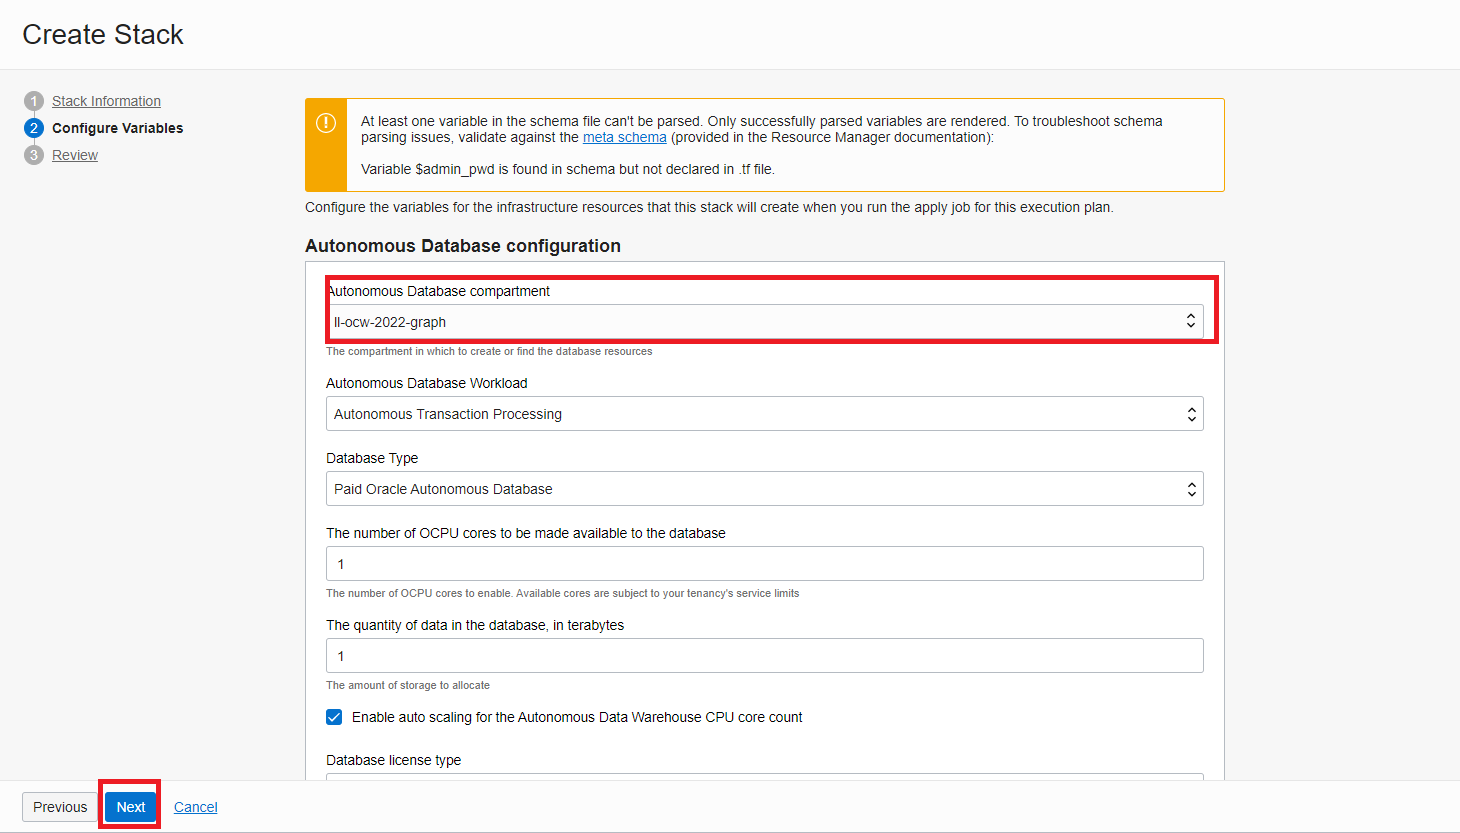 Create Stack
1 Stack Information
2 Configure Variables
3 Review
At least one variable in the schema file can't be parsed. Only successfully parsed variables are rendered. To troubleshoot schema
parsing issues, validate against the meta schema (provided in the Resource Manager documentation):
Variable $admin_pwd is found in schema but not declared in .tf file.
Configure the variables for the infrastructure resources that this stack will create when you run the apply job for this execution plan.
Autonomous Database configuration
Autonomous Database compartment
ll-ocw-2022-graph
The compartment in which to create or find the database resources
Autonomous Database Workload
Autonomous Transaction Processing
Database Type
Paid Oracle Autonomous Database
The number of OCPU cores to be made available to the database
1
The number of OCPU cores to enable. Available cores are subject to your tenancy's service limits
The quantity of data in the database, in terabytes
1
The amount of storage to allocate
Enable auto scaling for the Autonomous Data Warehouse CPU core count
Database license type
Previous Next Cancel